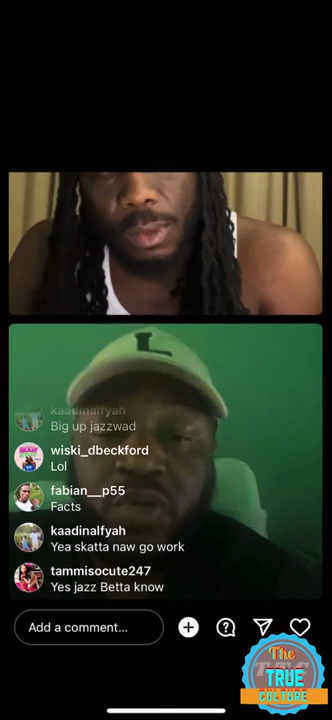 L
kaadinalfyah
Big up jazzwad
wiski_dbeckford
Lol
fabian__p55
Facts
kaadinalfyah
Yea skatta naw go work
tammisocute247
Yes jazz Betta know
Add a comment...
The
TRUE
CULTURE